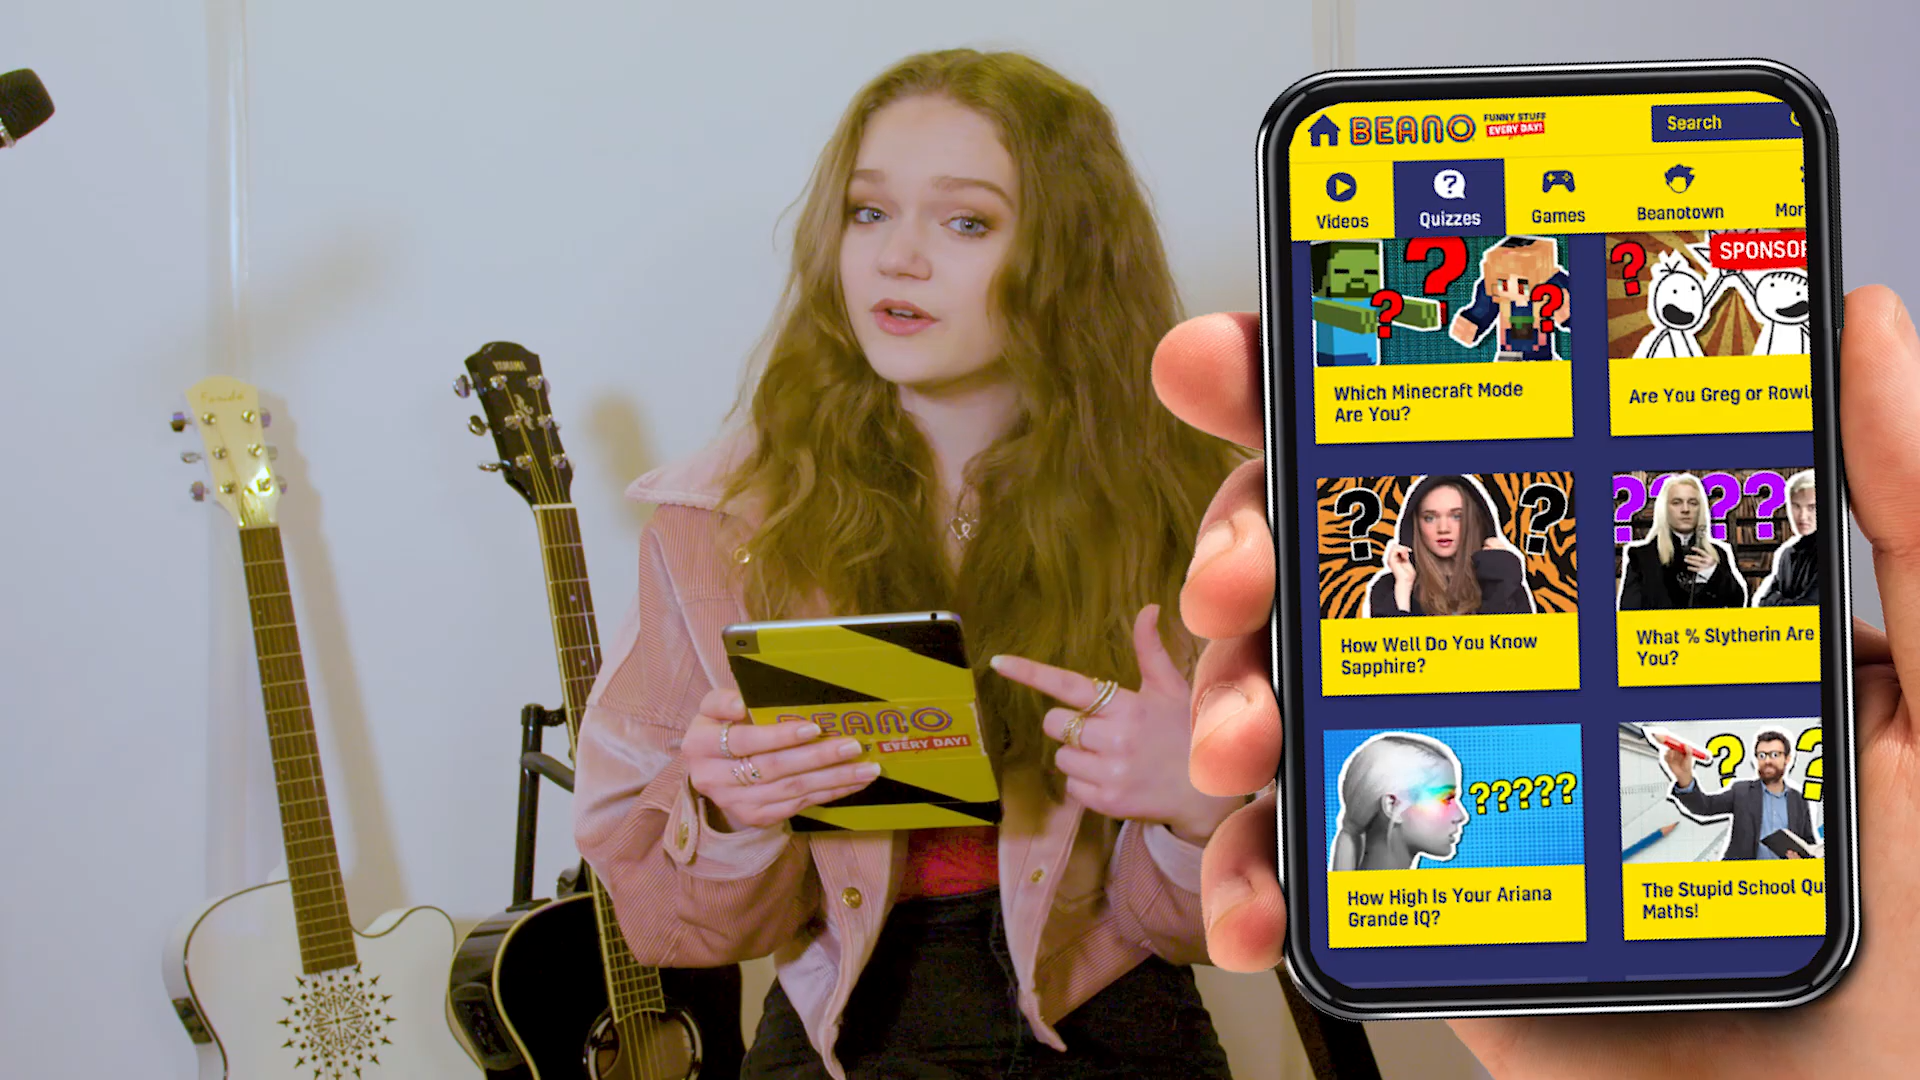 YAMAHA
BEANO
EVERY DAY!
BEANO
FUNNY STUFF
EVERY DAY!
Search
Videos
Quizzes
Games
Beanotown
SPONSOR
Which Minecraft Mode
Are You?
Are You Greg or Rowl
How Well Do You Know
Sapphire?
What % Slytherin Are
You?
How High Is Your Ariana
Grande IQ?
?????
The Stupid School Qu
Maths!